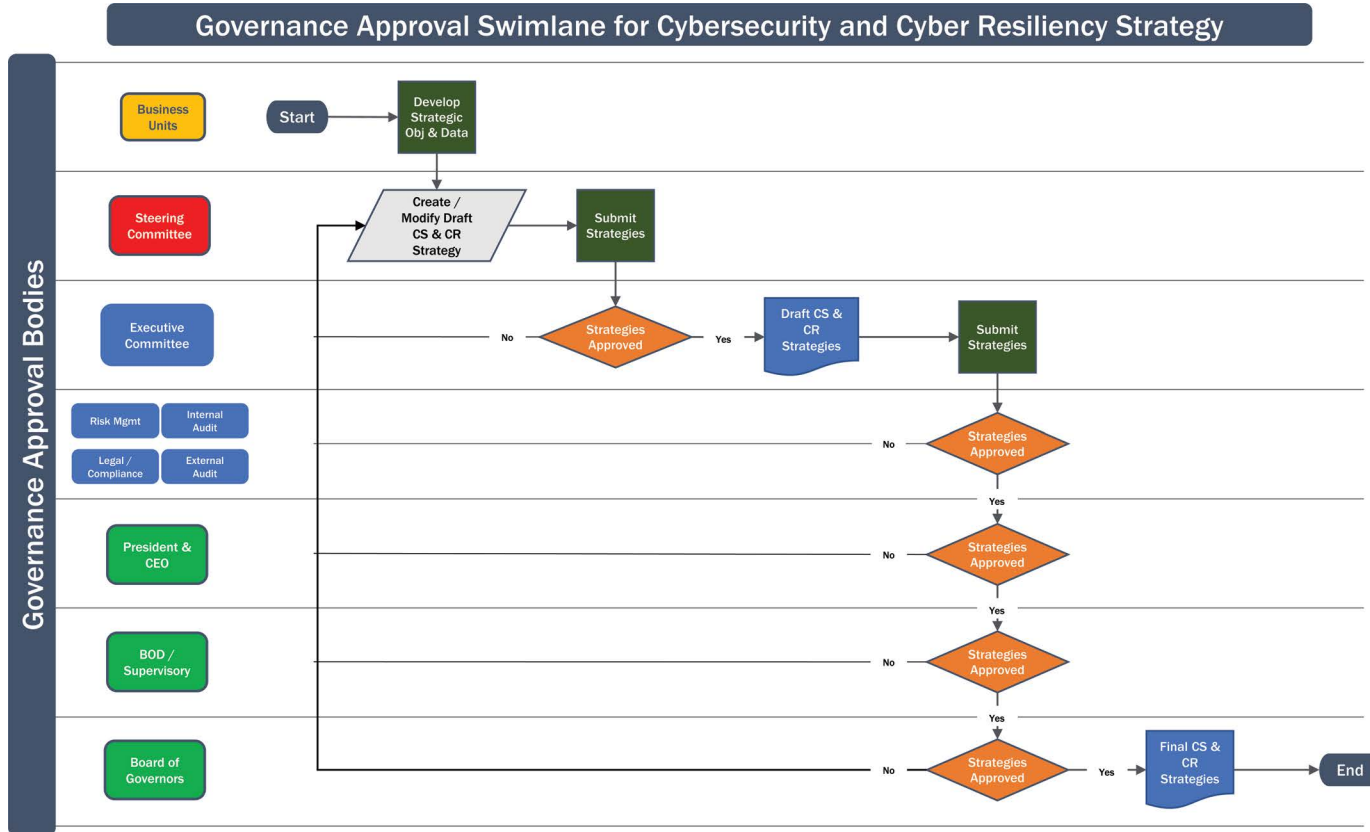 Governance Approval Swimlane for Cybersecurity and Cyber Resiliency Strategy
Governance Approval Bodies
Business
Units
Start
Develop
Strategic
Obj & Data
Steering
Committee
Create /
Modify Draft
CS & CR
Strategy
Submit
Strategies
Executive
Committee
No
Strategies
Approved
Yes
Draft CS &
CR
Strategies
Submit
Strategies
Risk Mgmt
Internal
Audit
Legal /
Compliance
External
Audit
No
Strategies
Approved
Yes
President &
CEO
No
Strategies
Approved
Yes
BOD /
Supervisory
No
Strategies
Approved
Yes
Board of
Governors
No
Strategies
Approved
Yes
Final CS &
CR
Strategies
End